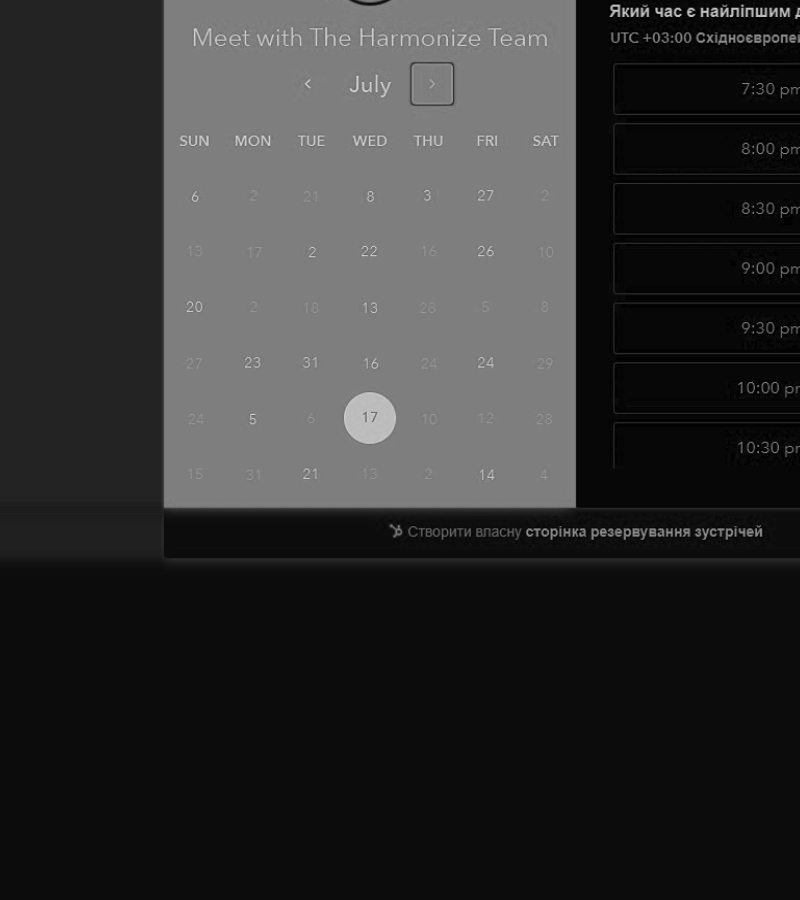 Meet with The Harmonize Team
July
SUN MON TUE WED THU FRI SAT
6 2 21 8 3 27 2
13 17 2 22 16 26 10
20 2 18 13 28 5 8
27 23 31 16 24 24 29
24 5 6 17 10 12 28
15 31 21 13 2 14 4
Який час є найліпшим
UTC +03:00
7:30 pm
8:00 pm
8:30 pm
9:00 pm
9:30 pm
10:00
10:30
Створити власну сторінка резервування зустрічей